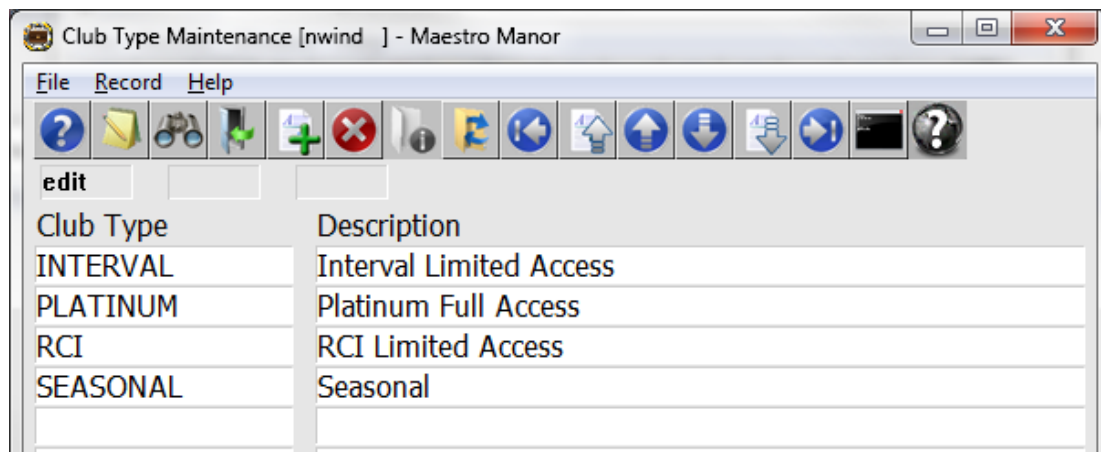 Club Type Maintenance [nwind   ] - Maestro Manor
File Record Help
edit
Club Type Description
INTERVAL Interval Limited Access
PLATINUM Platinum Full Access
RCI RCI Limited Access
SEASONAL Seasonal